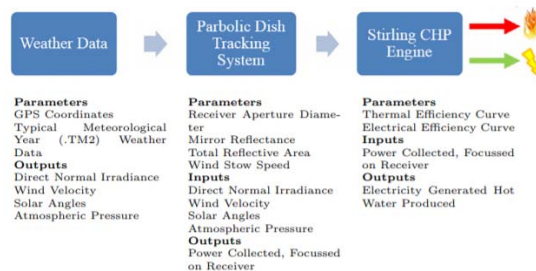 Weather Data
Parbolic Dish
Tracking
System
Stirling CHP
Engine
Parameters
GPS Coordinates
Typical Meteorological
Year (.TM2) Weather
Data
Outputs
Direct Normal Irradiance
Wind Velocity
Solar Angles
Atmospheric Pressure
Parameters
Receiver Aperture Diame-
ter
Mirror Reflectance
Total Reflective Area
Wind Stow Speed
Inputs
Direct Normal Irradiance
Wind Velocity
Solar Angles
Atmospheric Pressure
Outputs
Power Collected, Focussed
on Receiver
Parameters
Thermal Efficiency Curve
Electrical Efficiency Curve
Inputs
Power Collected, Focussed
on Receiver
Outputs
Electricity Generated Hot
Water Produced